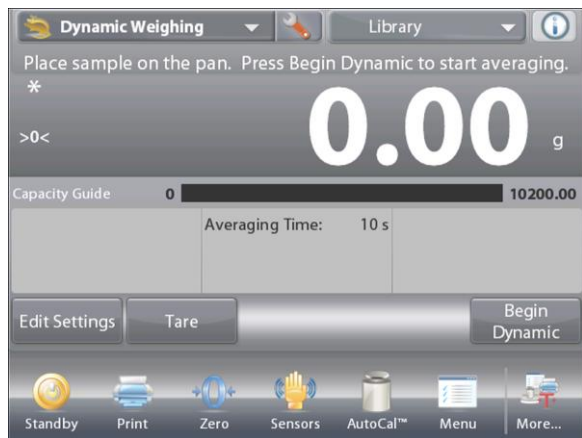 Dynamic Weighing
Library
Place sample on the pan. Press Begin Dynamic to start averaging.
*
>0<
0.00 g
Capacity Guide 0 10200.00
Averaging Time: 10 s
Edit Settings
Tare
Begin
Dynamic
Standby
Print
Zero
Sensors
AutoCal™
Menu
More...